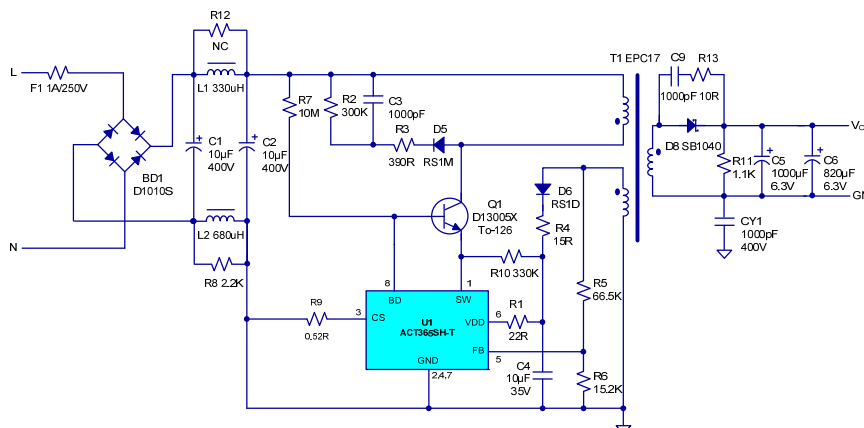 R12
NC
L
F1 1A/250V
L1 330uH
R7
10M
R2
300K
C3
1000pF
R3
390R
D5
RS1M
T1 EPC17
C9
1000pF
R13
10R
D8 SB1040
R11
1.1K
C5
1000µF
6.3V
C6
820µF
6.3V
CY1
1000pF
400V
BD1
D1010S
C1
10µF
400V
C2
10µF
400V
L2 680uH
N
R8 2.2K
Q1
D13005X
To-126
D6
RS1D
R4
15R
R10 330K
R5
66.5K
R9
0.52R
8
BD
1
SW
3
CS
U1
ACT365SH-T
VDD
6
R1
22R
FB
5
GND
2,4,7
C4
10µF
35V
R6
15.2K